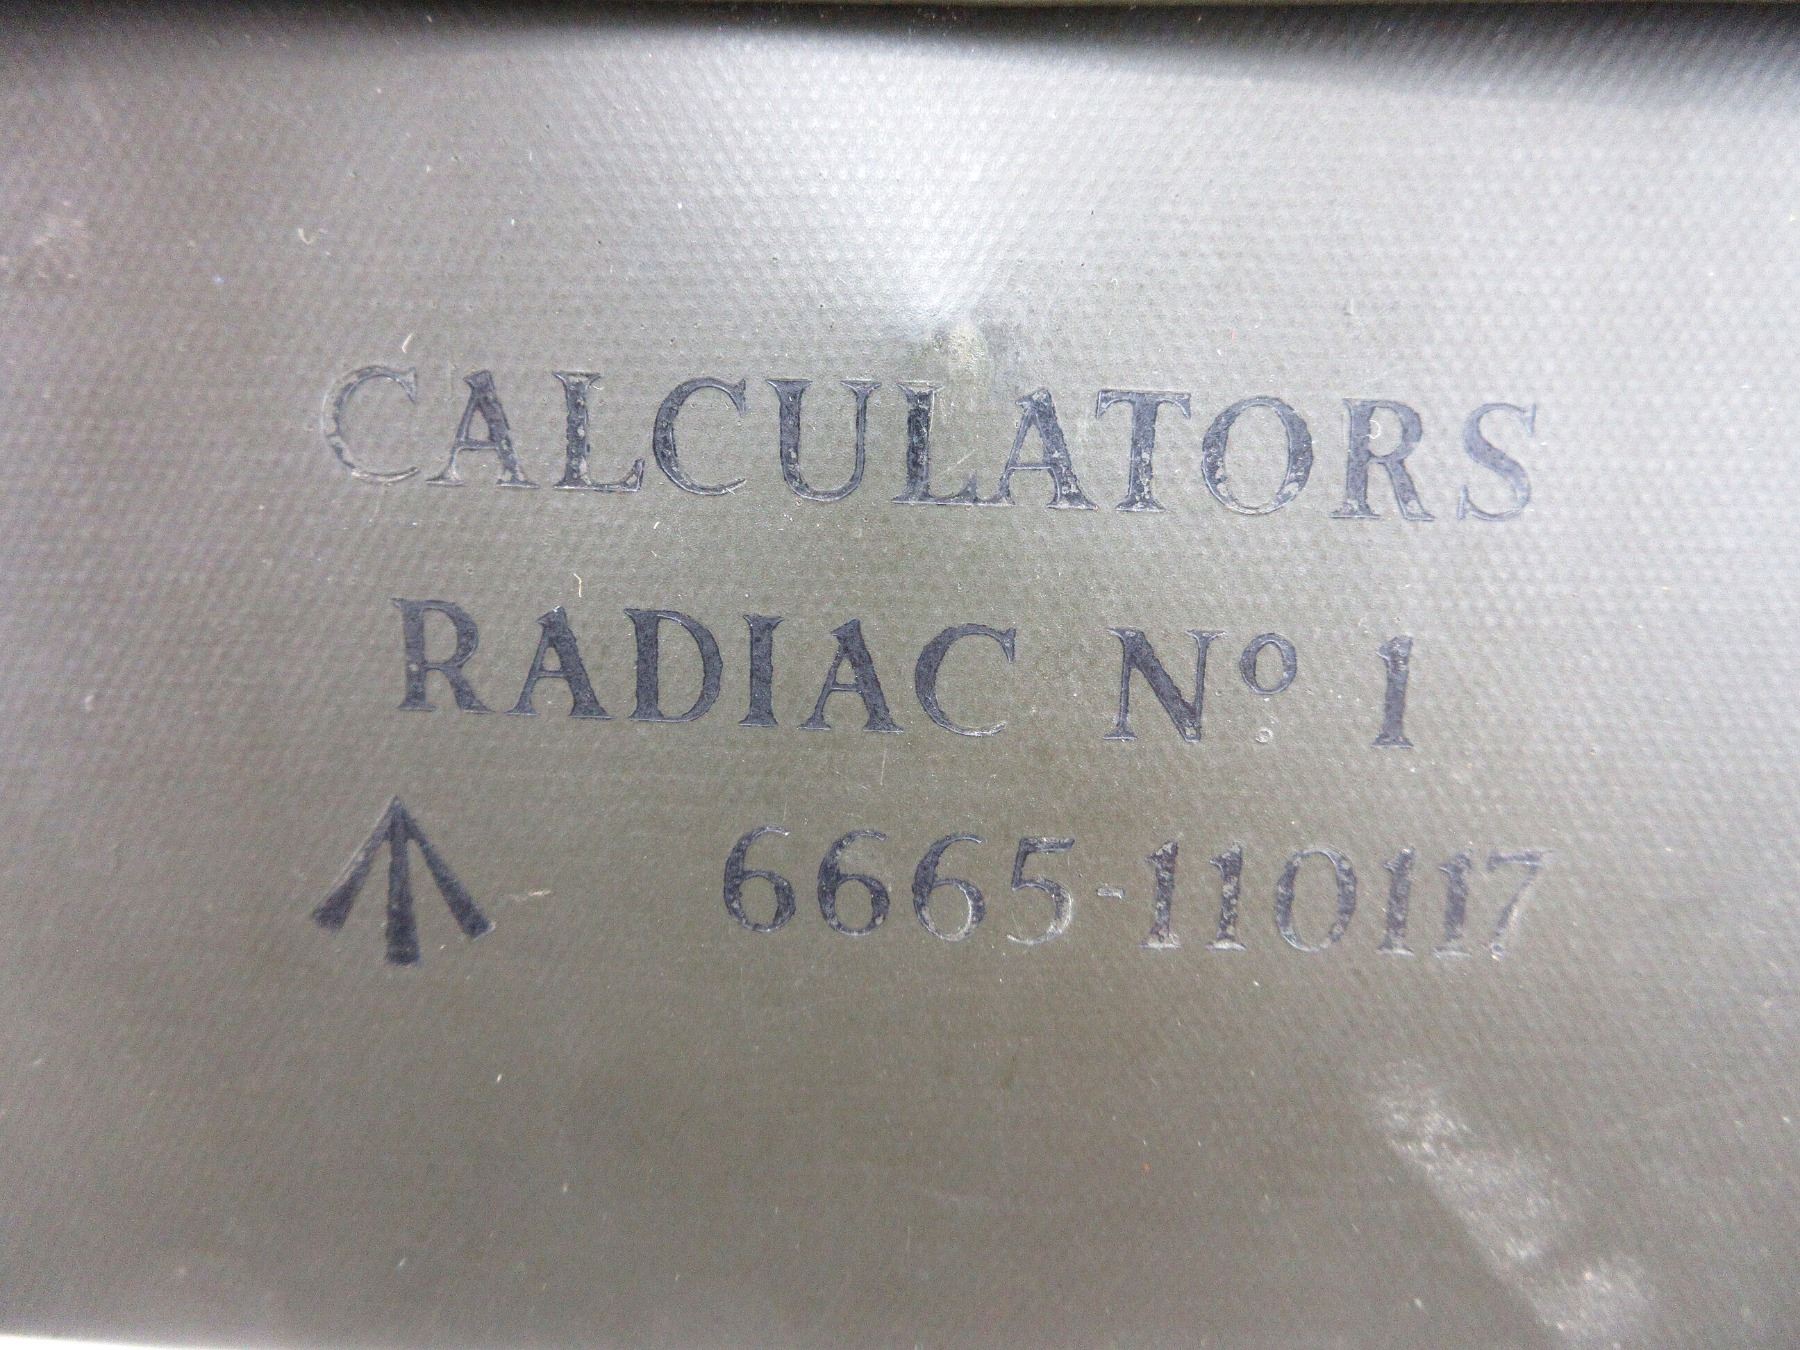 CALCULATORS
RADIAC Nº 1
6665-110117